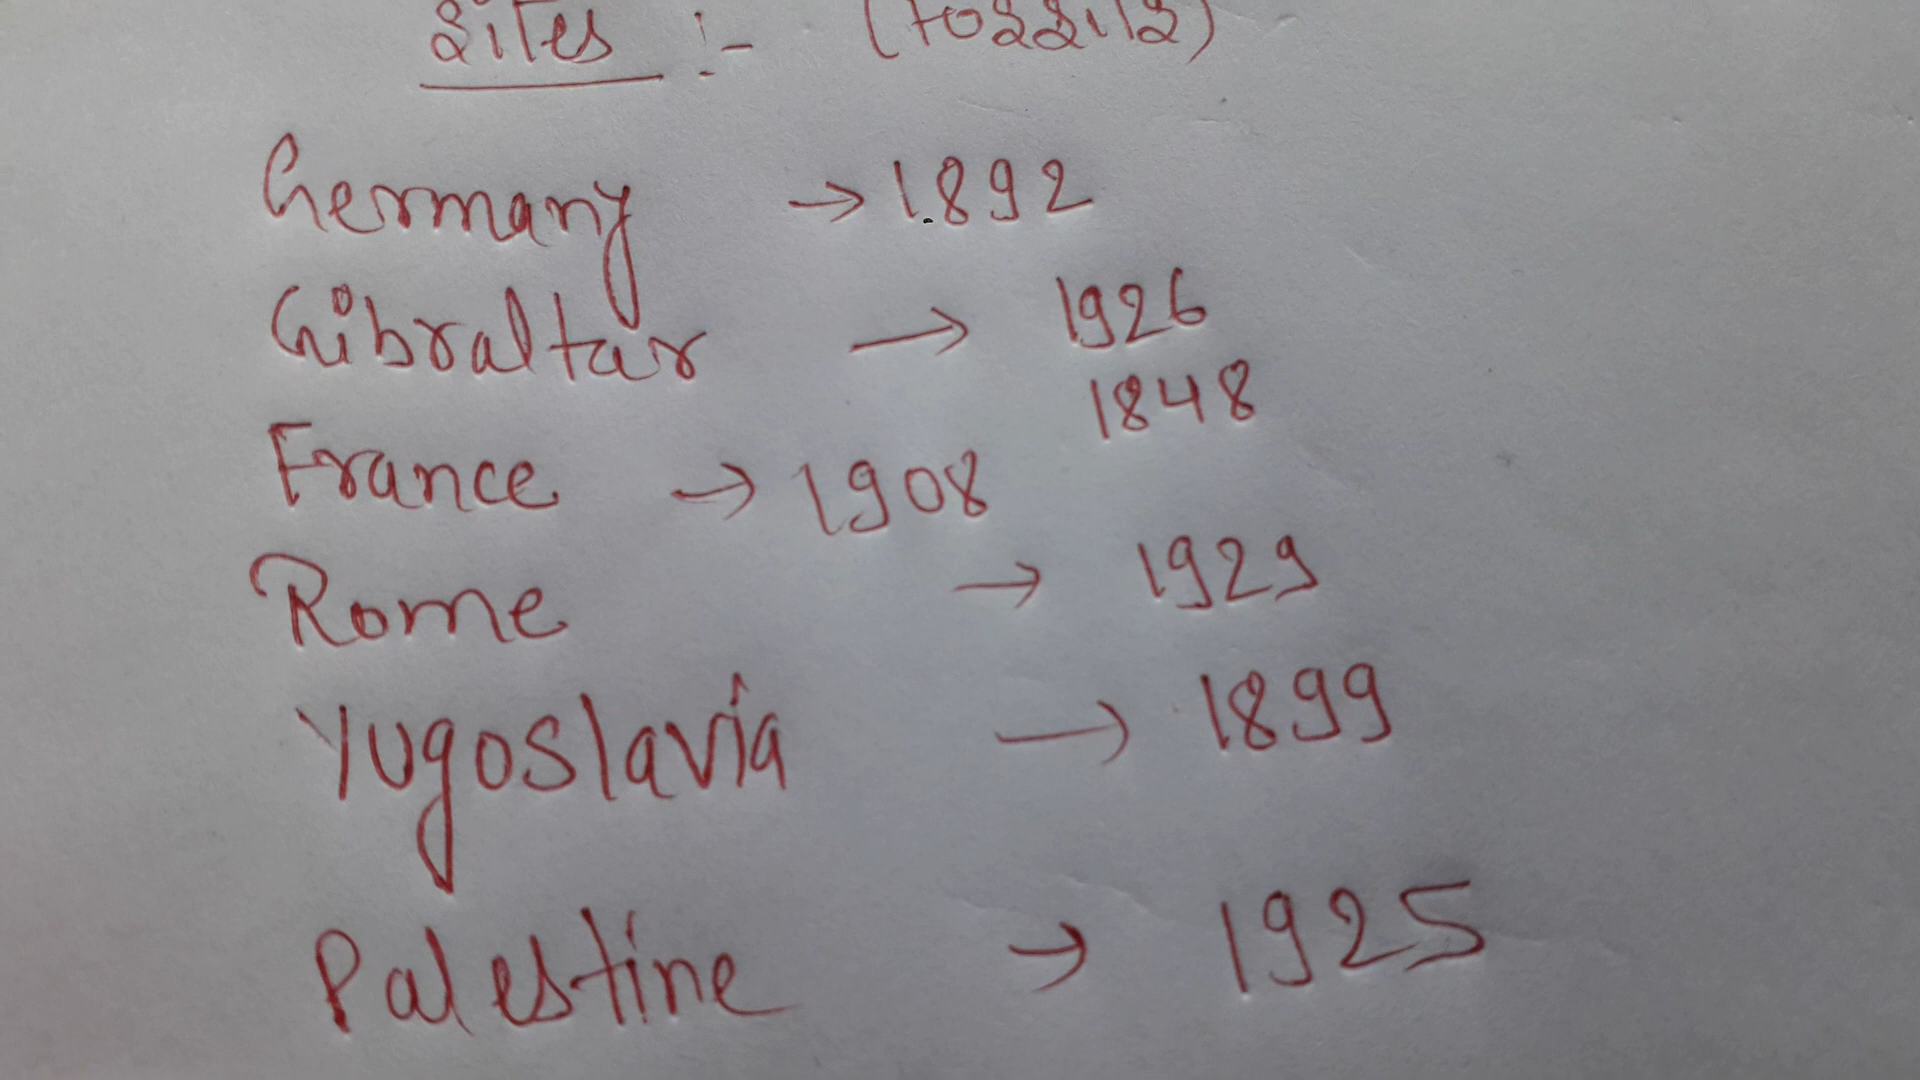 Sites :- (Fossils)
Germany → 1892
Gibraltar → 1926
1848
France → 1908
Rome → 1929
Yugoslavia → 1899
Palestine → 1925